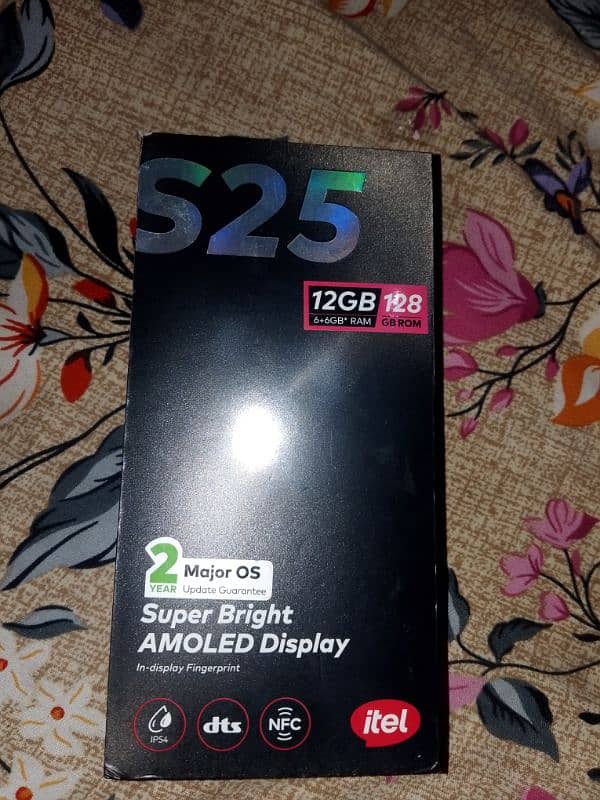 S25
12GB 128
6+6GB* RAM GB ROM
2 Major OS
YEAR Update Guarantee
Super Bright
AMOLED Display
In-display Fingerprint
IP54
dts
NFC
itel